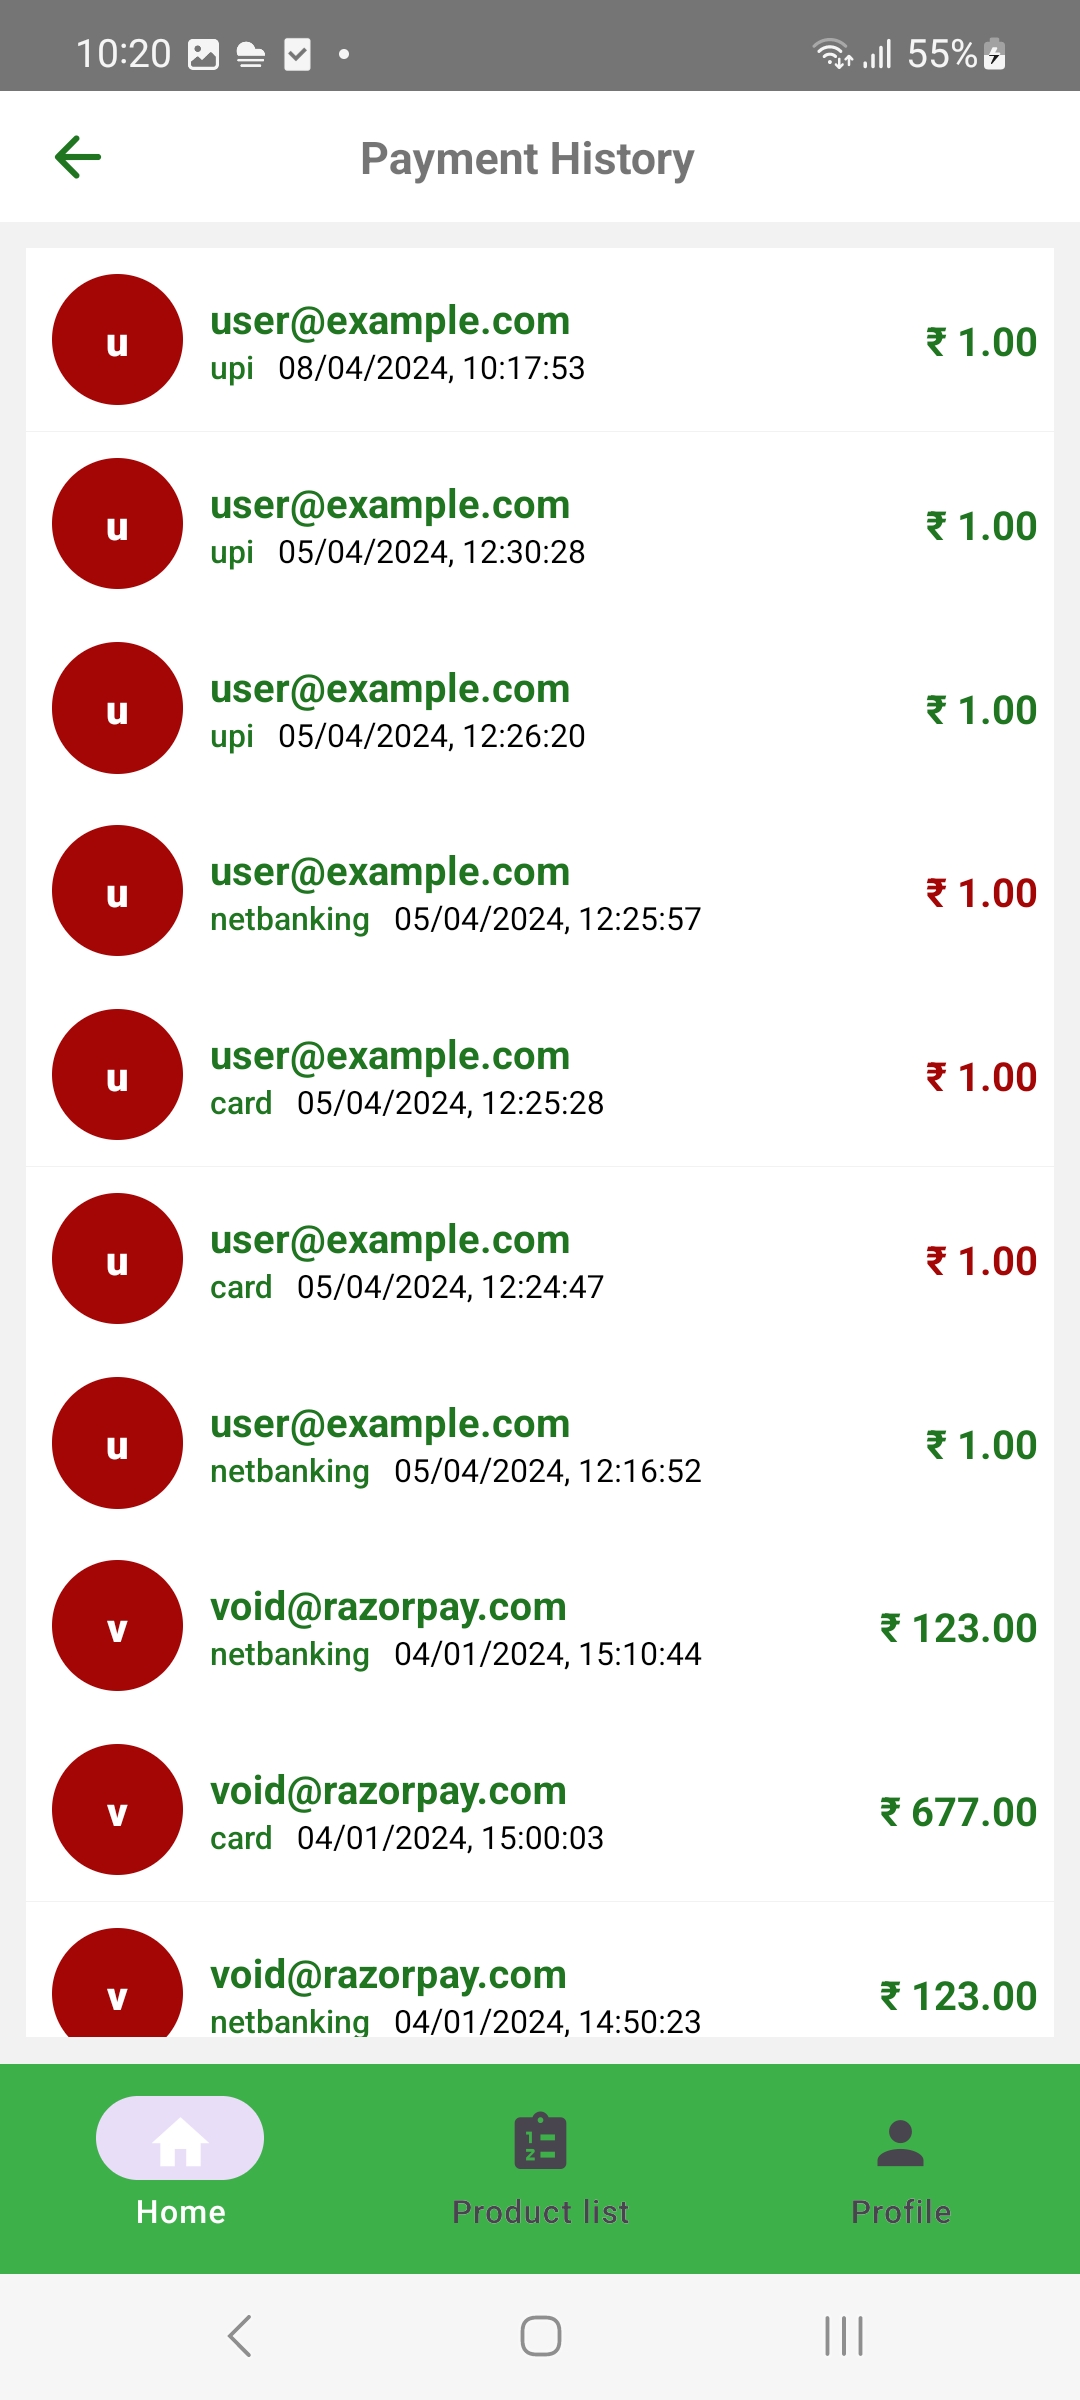 10:20 55%
Payment History
u
user@example.com
upi 08/04/2024, 10:17:53
₹ 1.00
u
user@example.com
upi 05/04/2024, 12:30:28
₹ 1.00
u
user@example.com
upi 05/04/2024, 12:26:20
₹ 1.00
u
user@example.com
netbanking 05/04/2024, 12:25:57
₹ 1.00
u
user@example.com
card 05/04/2024, 12:25:28
₹ 1.00
u
user@example.com
card 05/04/2024, 12:24:47
₹ 1.00
u
user@example.com
netbanking 05/04/2024, 12:16:52
₹ 1.00
v
void@razorpay.com
netbanking 04/01/2024, 15:10:44
₹ 123.00
v
void@razorpay.com
card 04/01/2024, 15:00:03
₹ 677.00
v
void@razorpay.com
netbanking 04/01/2024, 14:50:23
₹ 123.00
Home Product list Profile